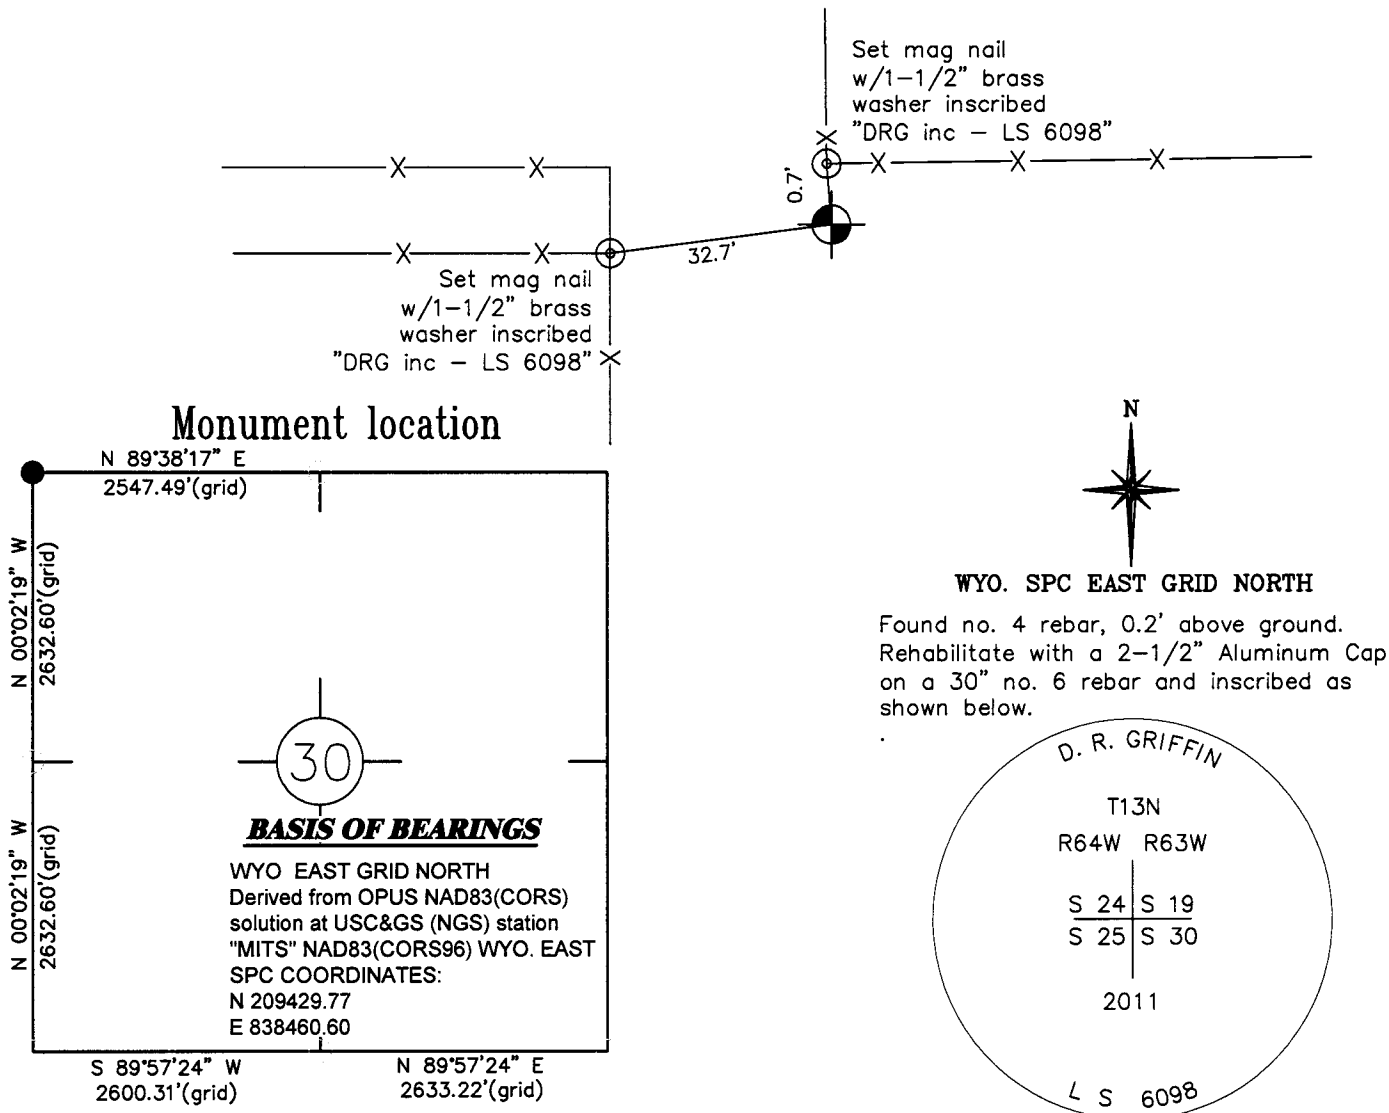 Set mag nail
w/1-1/2" brass
washer inscribed
"DRG inc - LS 6098"
0.7'
32.7'
Set mag nail
w/1-1/2" brass
washer inscribed
"DRG inc - LS 6098"
Monument location
N 89°38'17" E
2547.49'(grid)
N 00°02'19" W
2632.60'(grid)
N 00°02'19" W
2632.60'(grid)
30
BASIS OF BEARINGS
WYO EAST GRID NORTH
Derived from OPUS NAD83(CORS)
solution at USC&GS (NGS) station
"MITS" NAD83(CORS96) WYO. EAST
SPC COORDINATES:
N 209429.77
E 838460.60
S 89°57'24" W
2600.31'(grid)
N 89°57'24" E
2633.22'(grid)
N
WYO. SPC EAST GRID NORTH
Found no. 4 rebar, 0.2' above ground.
Rehabilitate with a 2-1/2" Aluminum Cap
on a 30" no. 6 rebar and inscribed as
shown below.
.
D. R. GRIFFIN
T13N
R64W R63W
S 24 S 19
S 25 S 30
2011
L S 6098